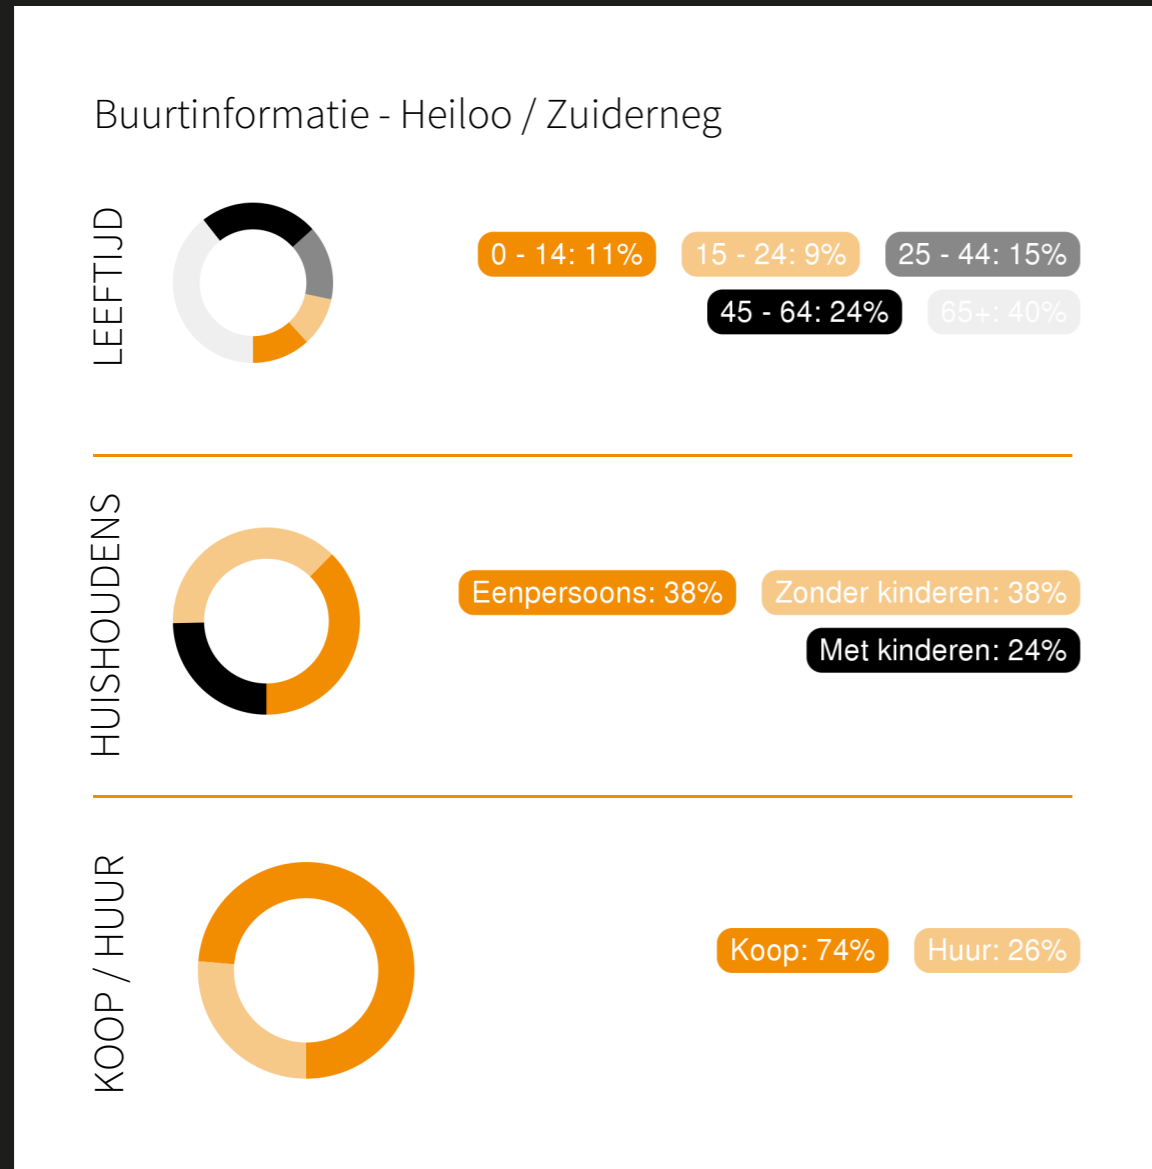 Buurtinformatie - Heiloo / Zuiderneg
LEEFTIJD
0 - 14: 11%
15 - 24: 9%
25 - 44: 15%
45 - 64: 24%
65+: 40%
HUISHOUDENS
Eenpersoons: 38%
Zonder kinderen: 38%
Met kinderen: 24%
KOOP / HUUR
Koop: 74%
Huur: 26%